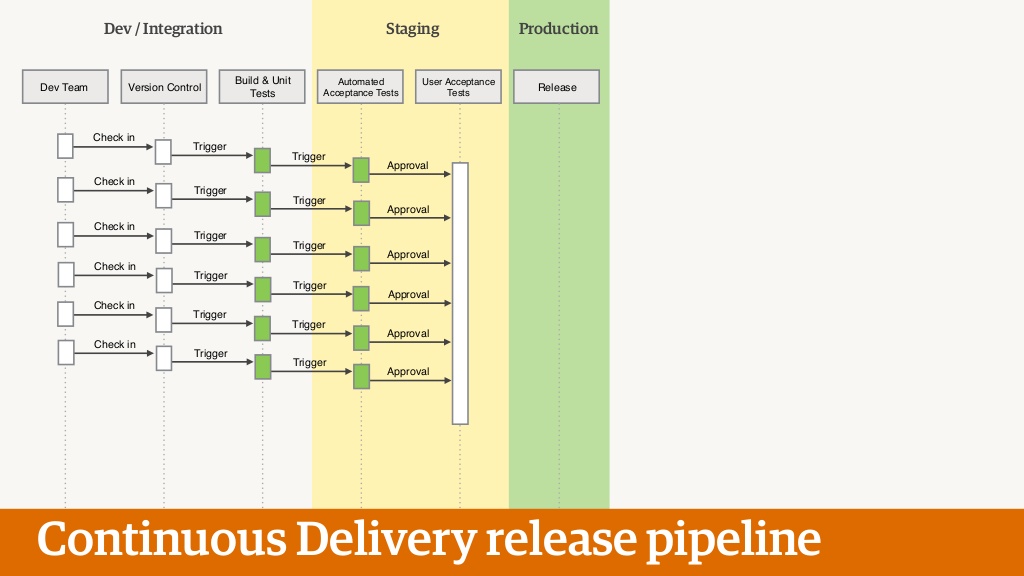 Dev / Integration
Staging
Production
Dev Team
Version Control
Build & Unit
Tests
Automated
Acceptance Tests
User Acceptance
Tests
Release
Check in
Trigger
Trigger
Approval
Check in
Trigger
Trigger
Approval
Check in
Trigger
Trigger
Approval
Check in
Trigger
Trigger
Approval
Check in
Trigger
Trigger
Approval
Check in
Trigger
Trigger
Approval
Continuous Delivery release pipeline